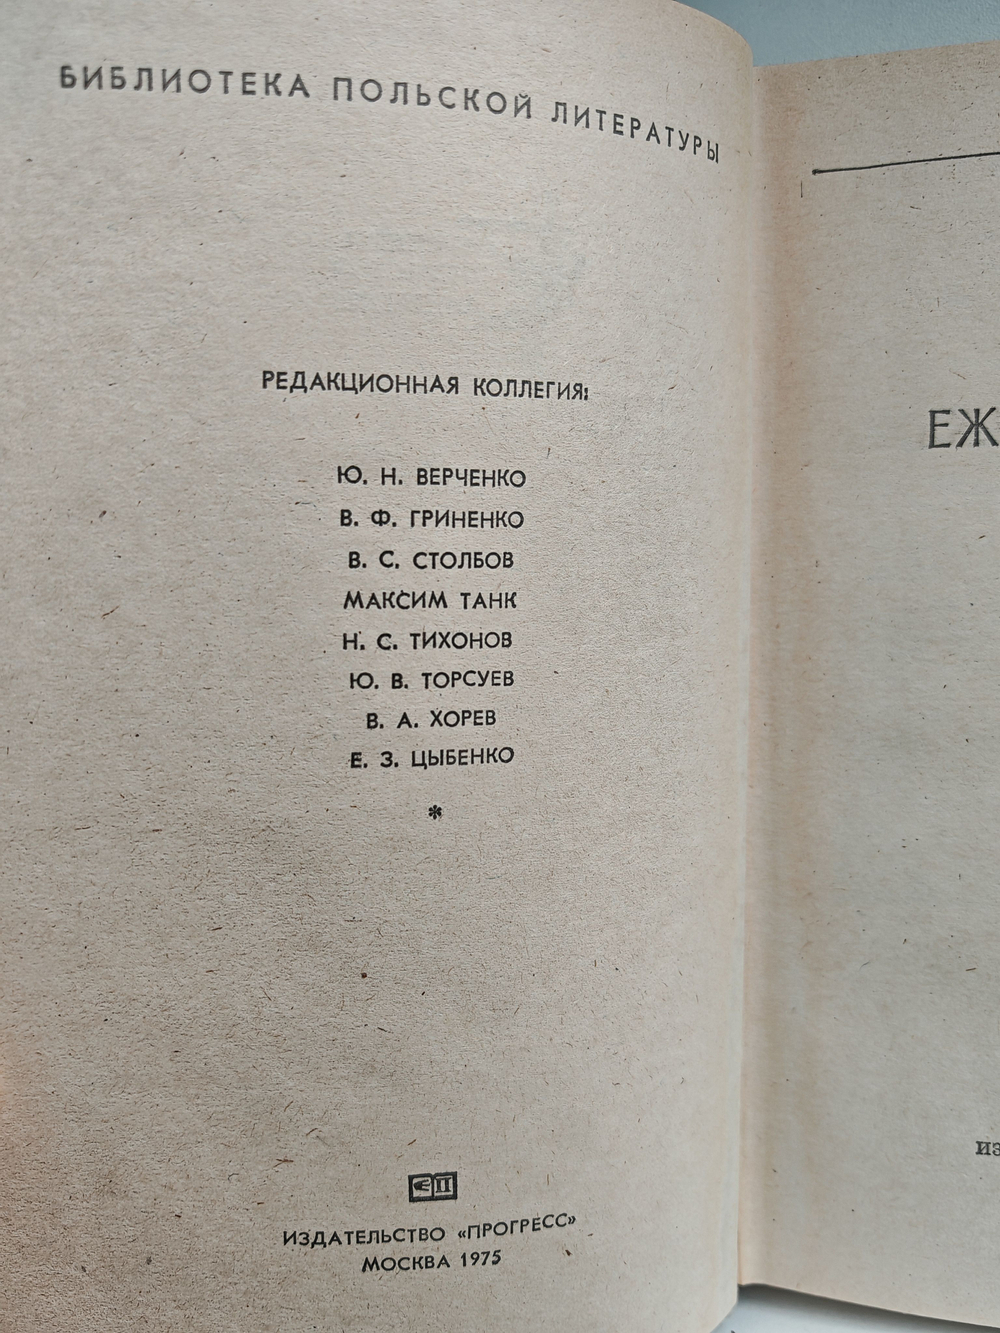 БИБЛИОТЕКА ПОЛЬСКОЙ ЛИТЕРАТУРЫ
РЕДАКЦИОННАЯ КОЛЛЕГИЯ:
Ю. Н. ВЕРЧЕНКО
В. Ф. ГРИНЕНКО
В. С. СТОЛБОВ
МАКСИМ ТАНК
Н. С. ТИХОНОВ
Ю. В. ТОРСУЕВ
В. А. ХОРЕВ
Е. З. ЦЫБЕНКО
*
ИЗДАТЕЛЬСТВО «ПРОГРЕСС»
МОСКВА 1975
ЕЖ
из